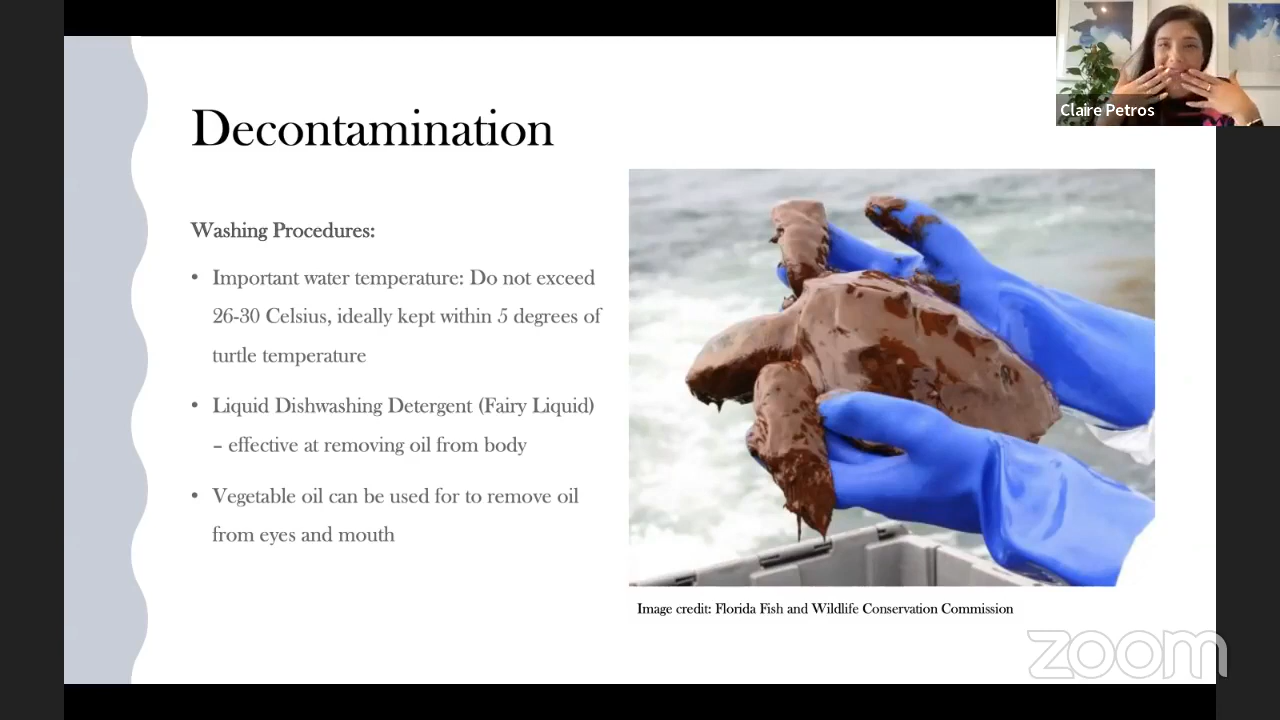 Claire Petros
Decontamination
Washing Procedures:
• Important water temperature: Do not exceed
26-30 Celsius, ideally kept within 5 degrees of
turtle temperature
• Liquid Dishwashing Detergent (Fairy Liquid)
– effective at removing oil from body
• Vegetable oil can be used for to remove oil
from eyes and mouth
Image credit: Florida Fish and Wildlife Conservation Commission
zoom